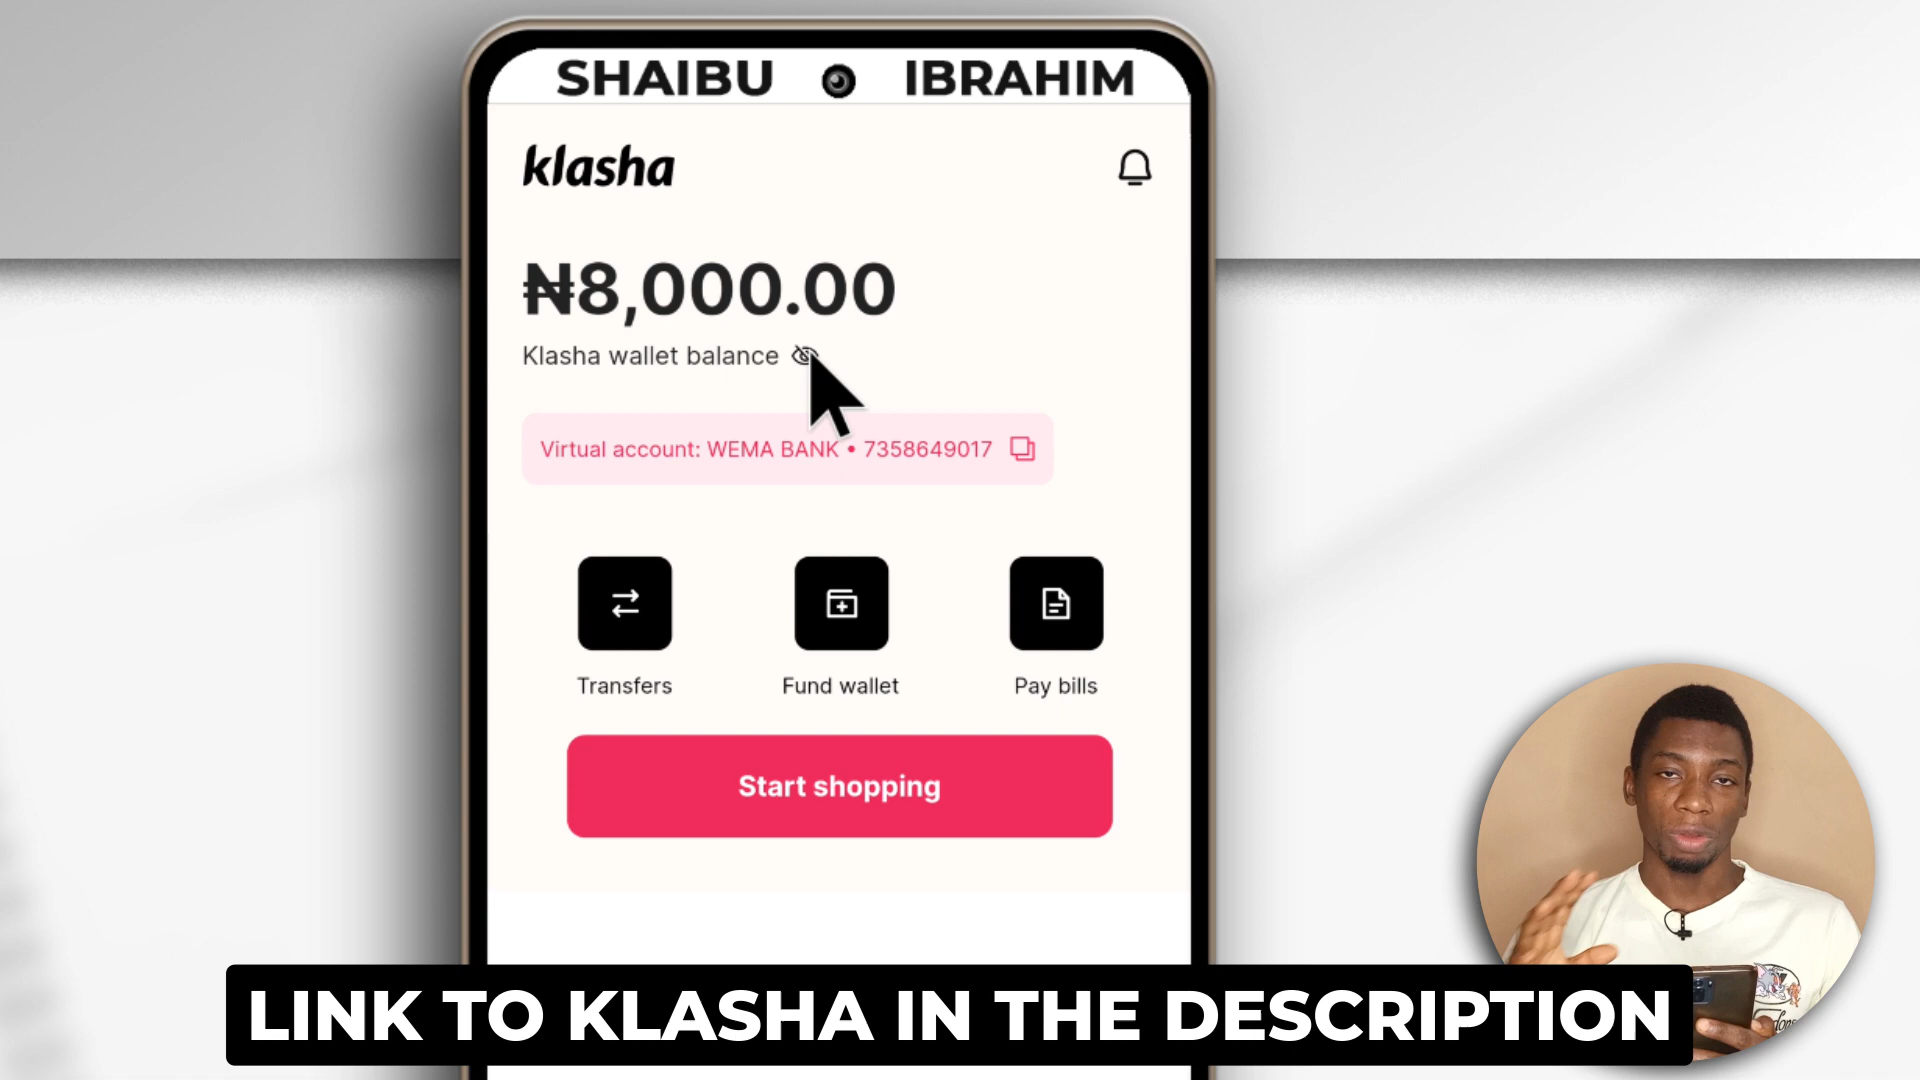 SHAIBU IBRAHIM
klasha
₦8,000.00
Klasha wallet balance
Virtual account: WEMA BANK • 7358649017
Transfers Fund wallet Pay bills
Start shopping
LINK TO KLASHA IN THE DESCRIPTION